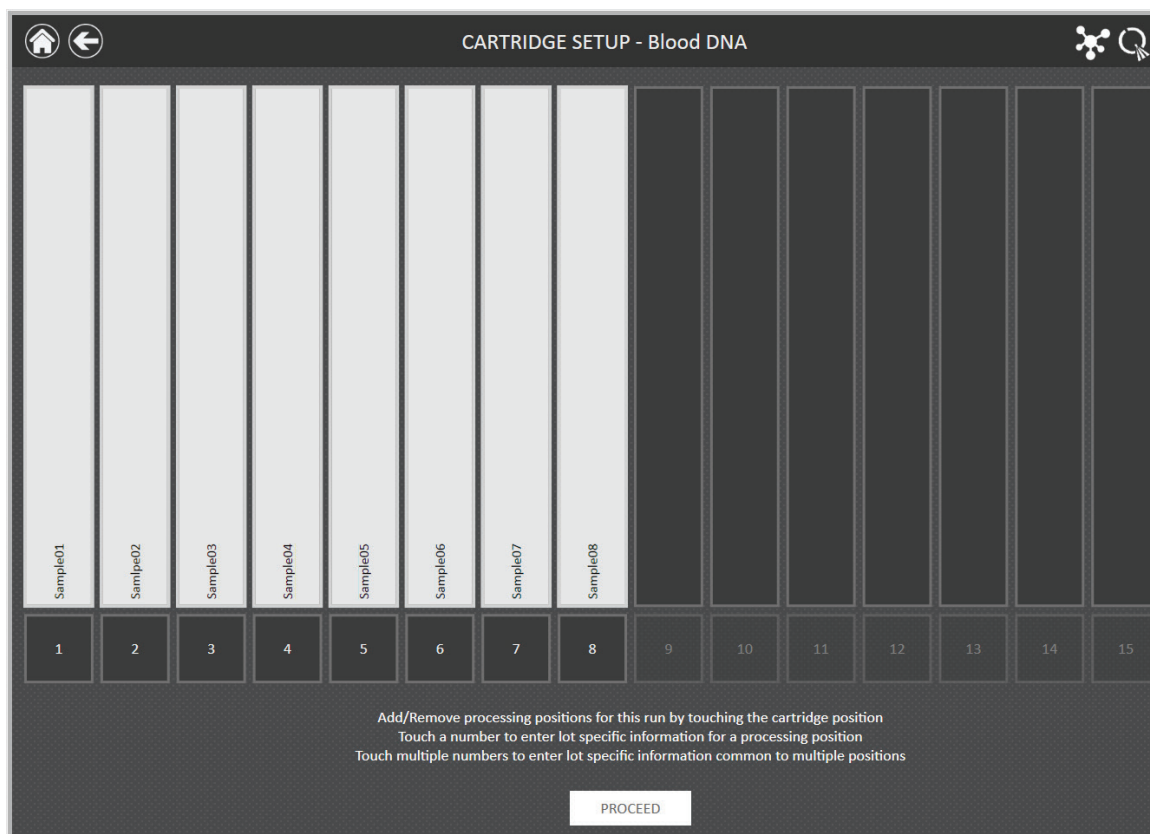 CARTRIDGE SETUP - Blood DNA
Sample01
Samlpe02
Sample03
Sample04
Sample05
Sample06
Sample07
Sample08
1 2 3 4 5 6 7 8 9 10 11 12 13 14 15
Add/Remove processing positions for this run by touching the cartridge position
Touch a number to enter lot specific information for a processing position
Touch multiple numbers to enter lot specific information common to multiple positions
PROCEED